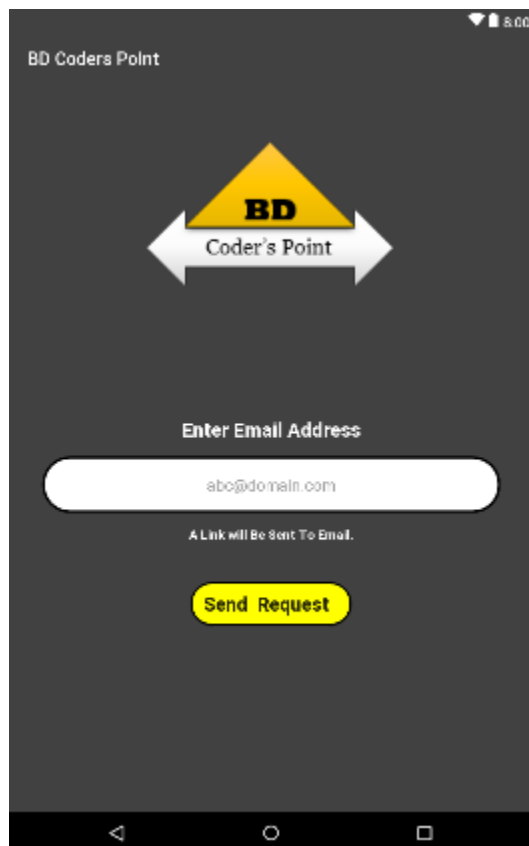 8:00
BD Coders Point
BD
Coder's Point
Enter Email Address
abc@domain.com
A Link will Be Sent To Email.
Send Request